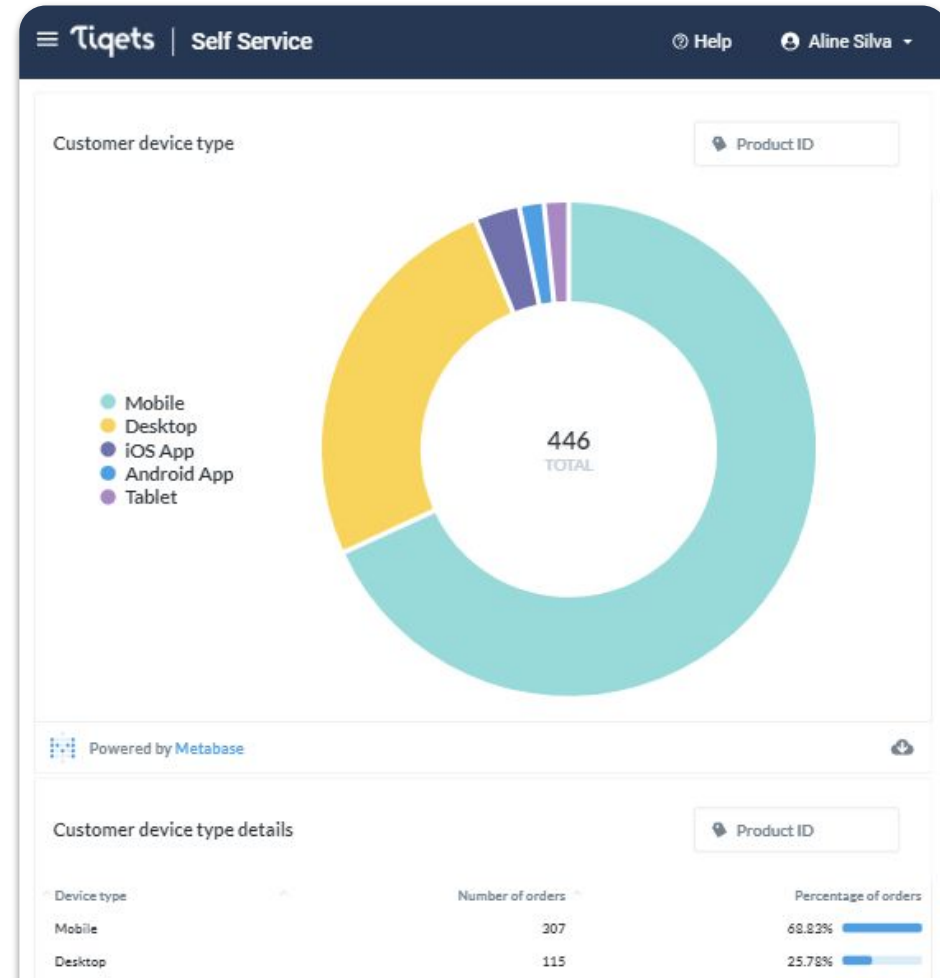 Tiqets | Self Service
Help
Aline Silva
Customer device type
Product ID
Mobile
Desktop
iOS App
Android App
Tablet
446
TOTAL
Powered by Metabase
Customer device type details
Product ID
Device type Number of orders Percentage of orders
Mobile 307 68.83%
Desktop 115 25.78%